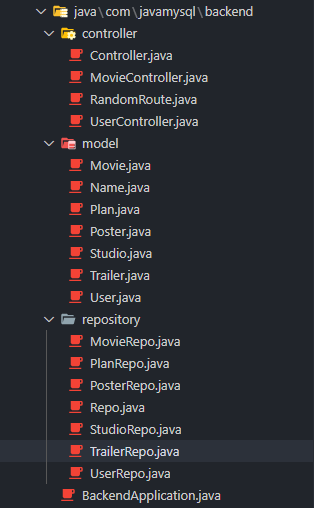 java\com\javamysql\backend
controller
Controller.java
MovieController.java
RandomRoute.java
UserController.java
model
Movie.java
Name.java
Plan.java
Poster.java
Studio.java
Trailer.java
User.java
repository
MovieRepo.java
PlanRepo.java
PosterRepo.java
Repo.java
StudioRepo.java
TrailerRepo.java
UserRepo.java
BackendApplication.java